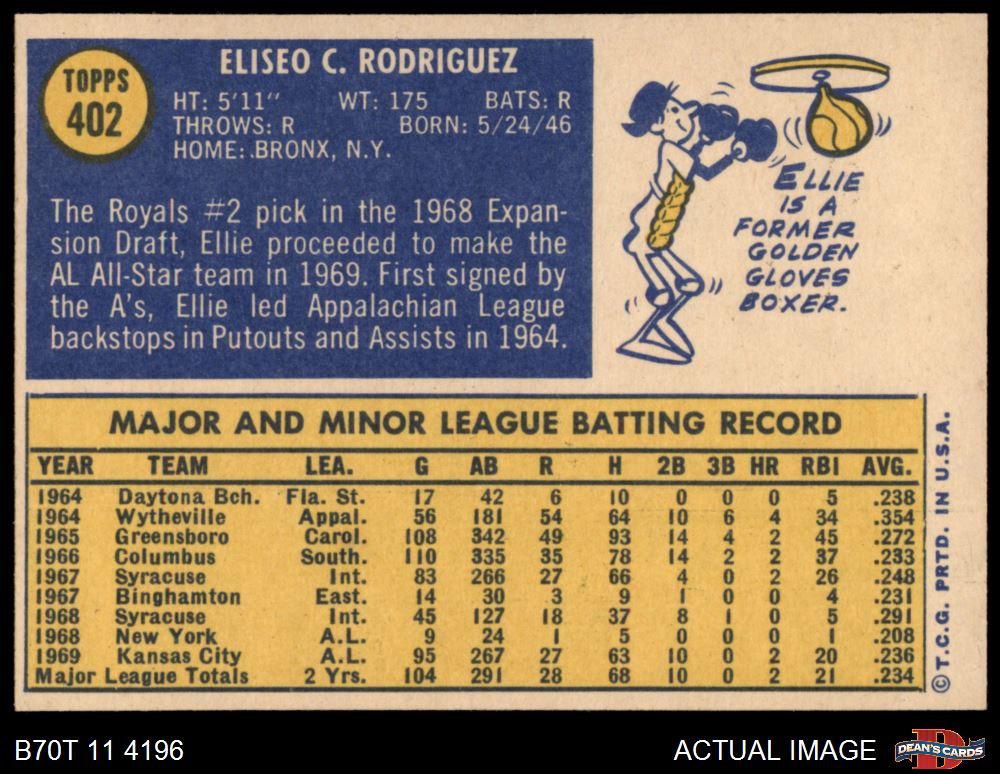 TOPPS
402
ELISEO C. RODRIGUEZ
HT: 5'11" WT: 175 BATS: R
THROWS: R BORN: 5/24/46
HOME: BRONX, N.Y.
The Royals #2 pick in the 1968 Expan-
sion Draft, Ellie proceeded to make the
AL All-Star team in 1969. First signed by
the A's, Ellie led Appalachian League
backstops in Putouts and Assists in 1964.
ELLIE
IS A
FORMER
GOLDEN
GLOVES
BOXER.
MAJOR AND MINOR LEAGUE BATTING RECORD
YEAR TEAM LEA. G AB R H 2B 3B HR RBI AVG.
1964 Daytona Bch. Fla. St. 17 42 6 10 0 0 0 5 .238
1964 Wytheville Appal. 56 181 54 64 10 6 4 34 .354
1965 Greensboro Carol. 108 342 49 93 14 4 2 45 .272
1966 Columbus South. 110 335 35 78 14 2 2 37 .233
1967 Syracuse Int. 83 266 27 66 4 0 2 26 .248
1967 Binghamton East. 14 30 3 9 1 0 0 4 .231
1968 Syracuse Int. 45 127 18 37 8 1 0 5 .291
1968 New York A.L. 9 24 1 5 0 0 0 1 .208
1969 Kansas City A.L. 95 267 27 63 10 0 2 20 .236
Major League Totals 2 Yrs. 104 291 28 68 10 0 2 21 .234
© T.C.G. PRTD. IN U.S.A.
B70T 11 4196
ACTUAL IMAGE
D
DEAN'S CARDS